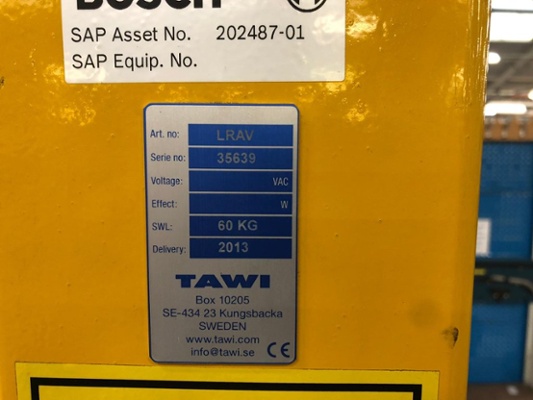 BOSCH
SAP Asset No. 202487-01
SAP Equip. No.
Art. no: LRAV
Serie no: 35639
Voltage: VAC
Effect: W
SWL: 60 KG
Delivery: 2013
TAWI
Box 10205
SE-434 23 Kungsbacka
SWEDEN
www.tawi.com
info@tawi.se CE